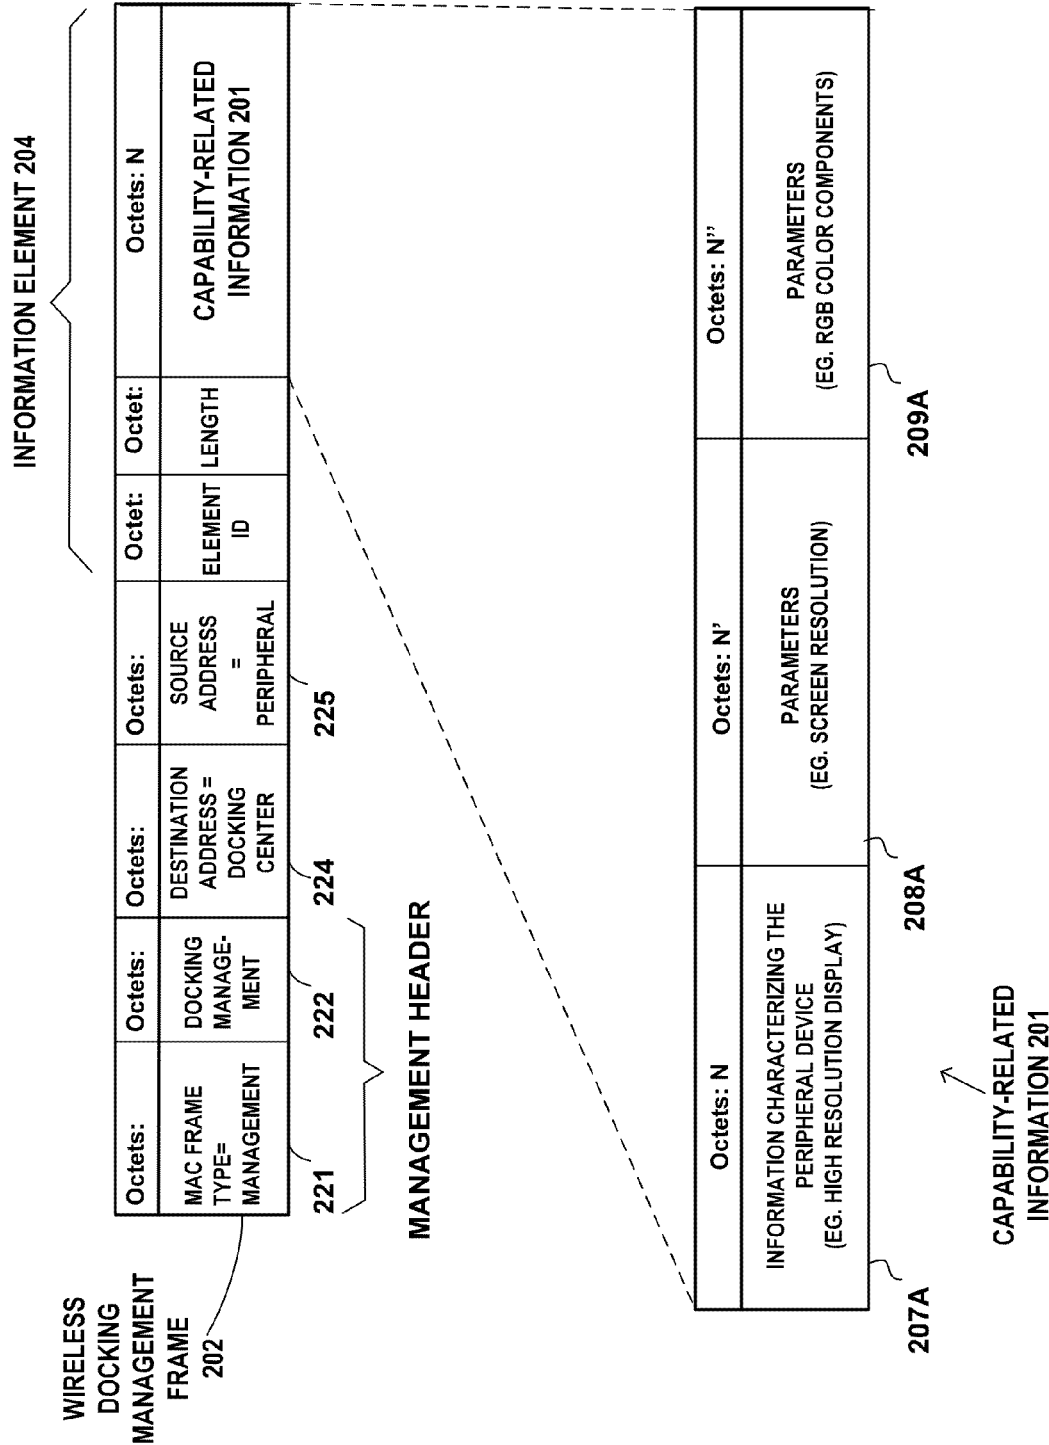 WIRELESS
DOCKING
MANAGEMENT
FRAME
202
INFORMATION ELEMENT 204
Octets:
MAC FRAME
TYPE=
MANAGEMENT
221
Octets:
DOCKING
MANAGE-
MENT
222
Octets:
DESTINATION
ADDRESS =
DOCKING
CENTER
224
Octets:
SOURCE
ADDRESS
=
PERIPHERAL
225
Octet:
ELEMENT
ID
Octet:
LENGTH
Octets: N
CAPABILITY-RELATED
INFORMATION 201
MANAGEMENT HEADER
Octets: N
INFORMATION CHARACTERIZING THE
PERIPHERAL DEVICE
(EG. HIGH RESOLUTION DISPLAY)
207A
Octets: N'
PARAMETERS
(EG. SCREEN RESOLUTION)
208A
Octets: N''
PARAMETERS
(EG. RGB COLOR COMPONENTS)
209A
CAPABILITY-RELATED
INFORMATION 201